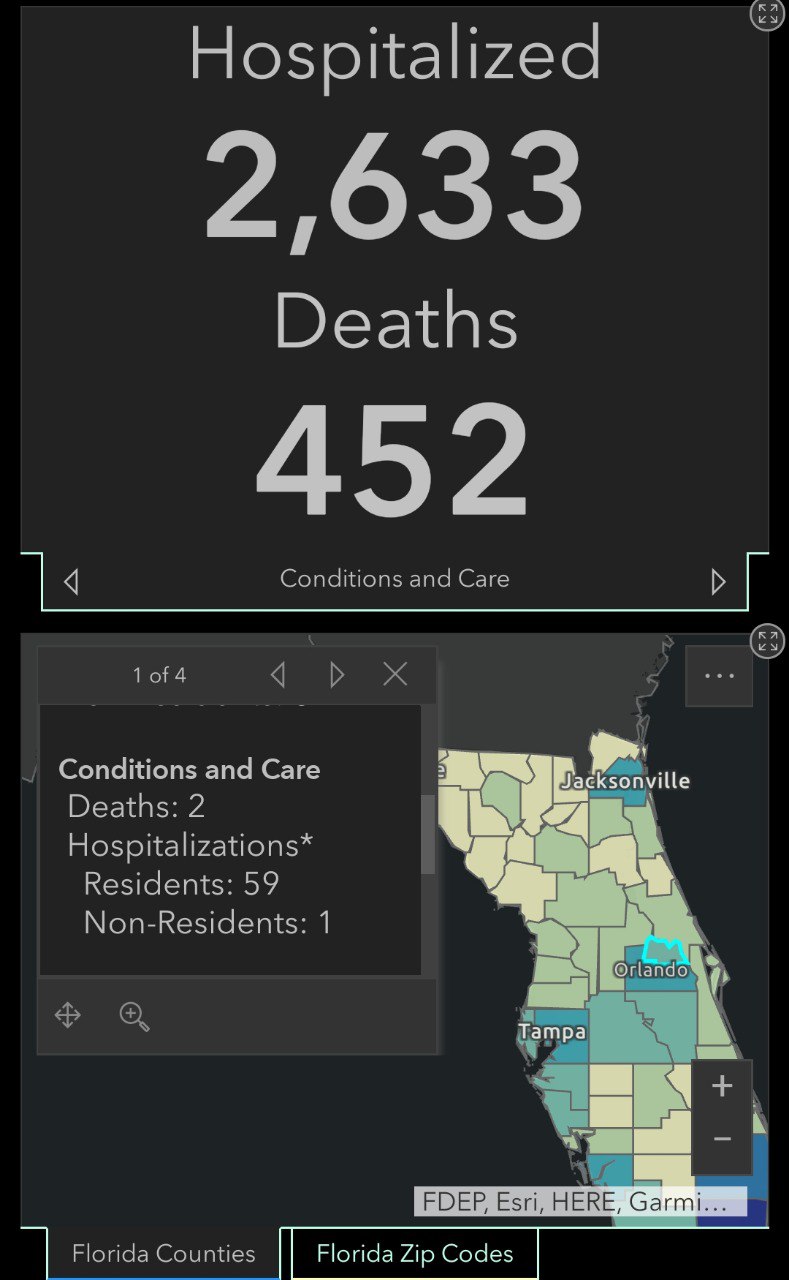 Hospitalized
2,633
Deaths
452
Conditions and Care
1 of 4
Conditions and Care
Deaths: 2
Hospitalizations*
Residents: 59
Non-Residents: 1
Jacksonville
Orlando
Tampa
FDEP, Esri, HERE, Garmi...
Florida Counties
Florida Zip Codes